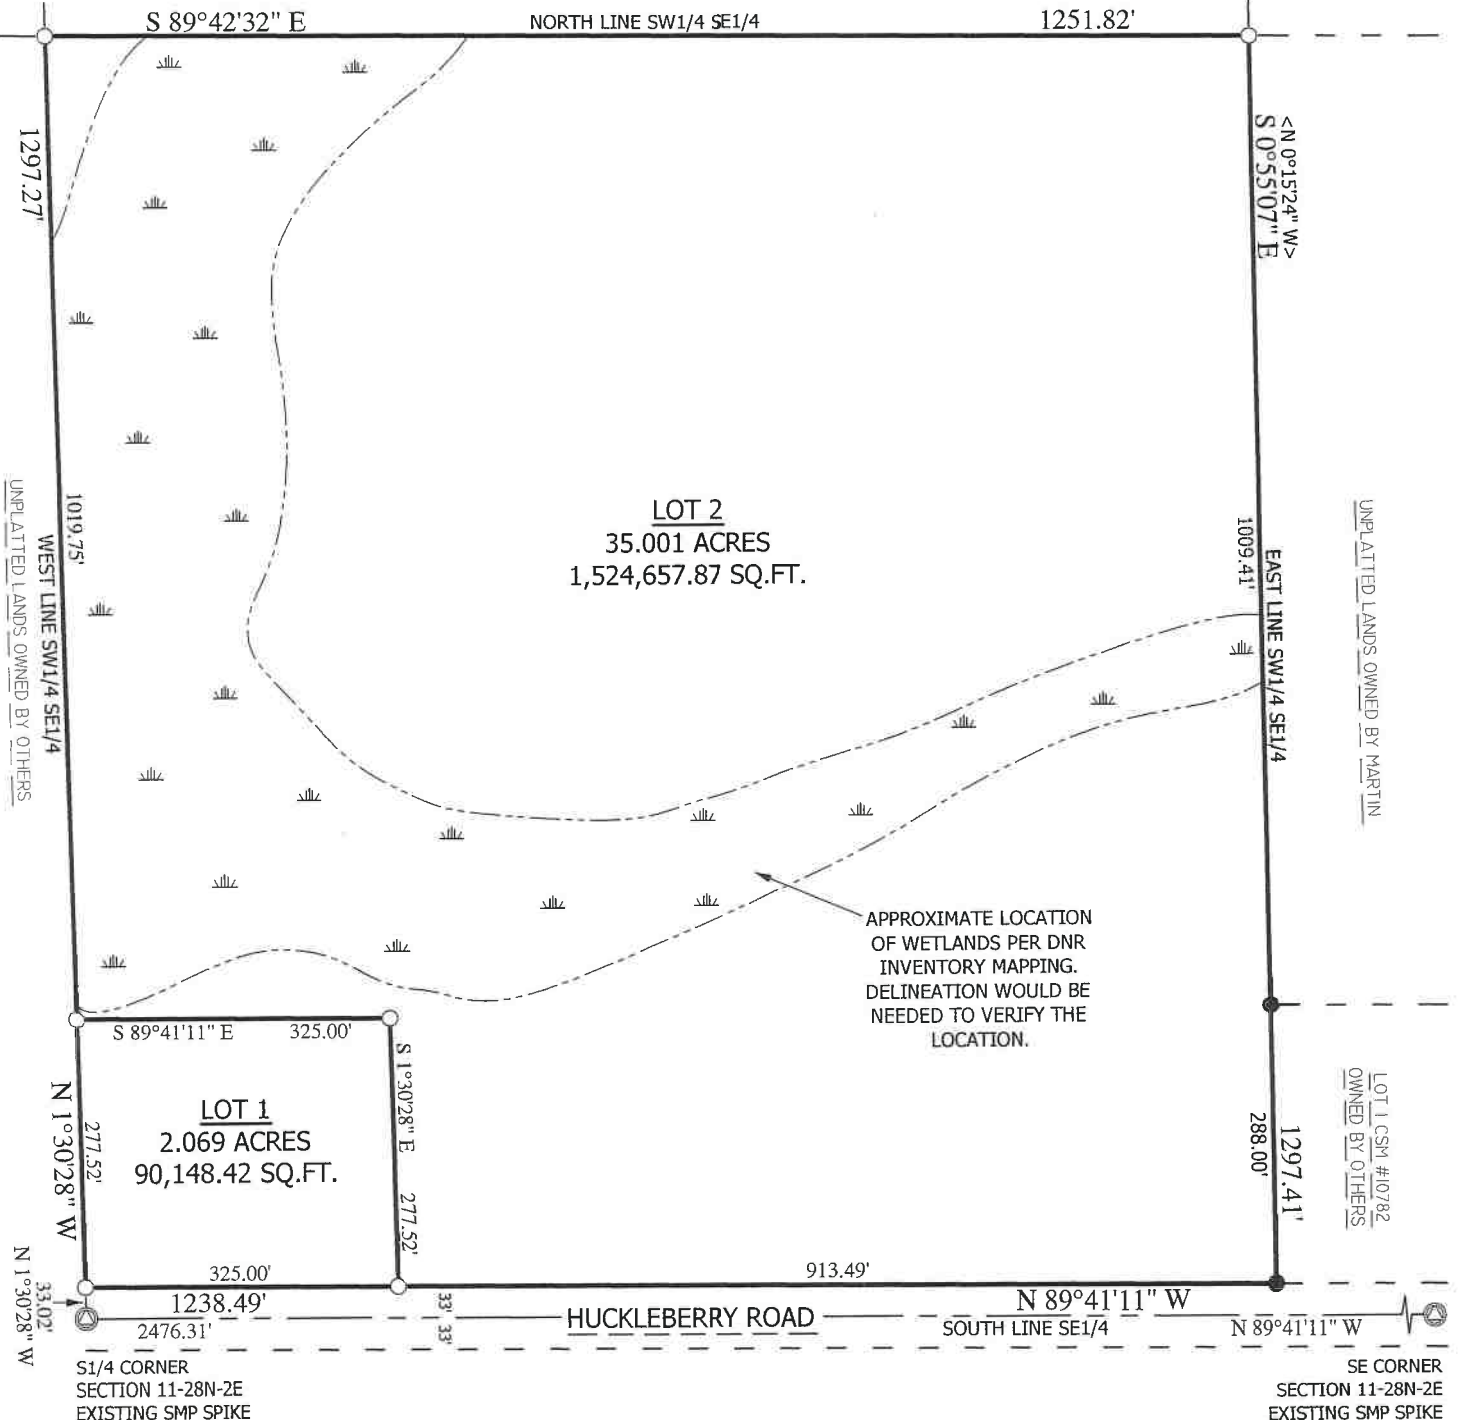 S 89°42'32" E
NORTH LINE SW1/4 SE1/4
1251.82'
1297.27'
<N 0°15'24" W>
S 0°55'07" E
LOT 2
35.001 ACRES
1,524,657.87 SQ.FT.
1019.75'
WEST LINE SW1/4 SE1/4
UNPLATTED LANDS OWNED BY OTHERS
1009.41'
EAST LINE SW1/4 SE1/4
UNPLATTED LANDS OWNED BY MARTIN
APPROXIMATE LOCATION
OF WETLANDS PER DNR
INVENTORY MAPPING.
DELINEATION WOULD BE
NEEDED TO VERIFY THE
LOCATION.
S 89°41'11" E
325.00'
S 1°30'28" E
277.52'
LOT 1
2.069 ACRES
90,148.42 SQ.FT.
277.52'
N 1°30'28" W
288.00'
1297.41'
LOT 1 CSM #10782
OWNED BY OTHERS
325.00'
913.49'
1238.49'
N 89°41'11" W
33.02'
N 1°30'28" W
33'
33'
HUCKLEBERRY ROAD
2476.31'
SOUTH LINE SE1/4
N 89°41'11" W
S1/4 CORNER
SECTION 11-28N-2E
EXISTING SMP SPIKE
SE CORNER
SECTION 11-28N-2E
EXISTING SMP SPIKE